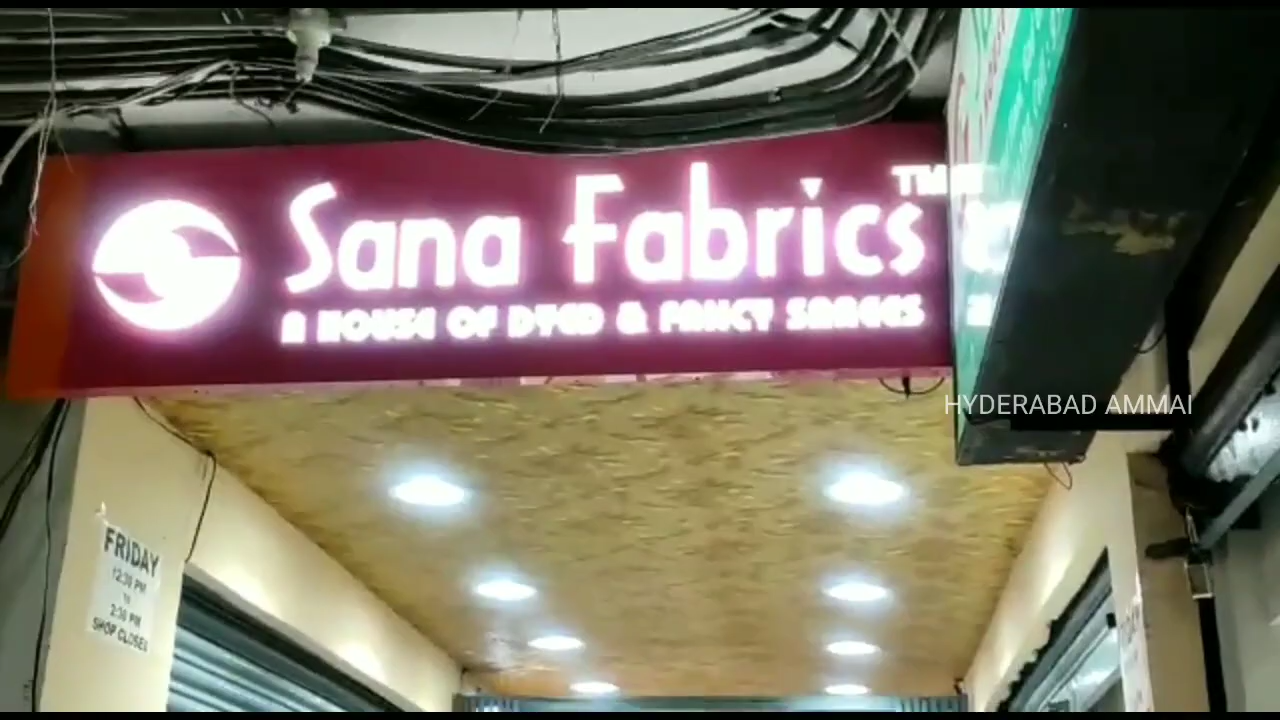 Sana Fabrics TM
A HOUSE OF DYED & FANCY SAREES
HYDERABAD AMMAI
FRIDAY
12:30 PM
TO
2:30 PM
SHOP CLOSED